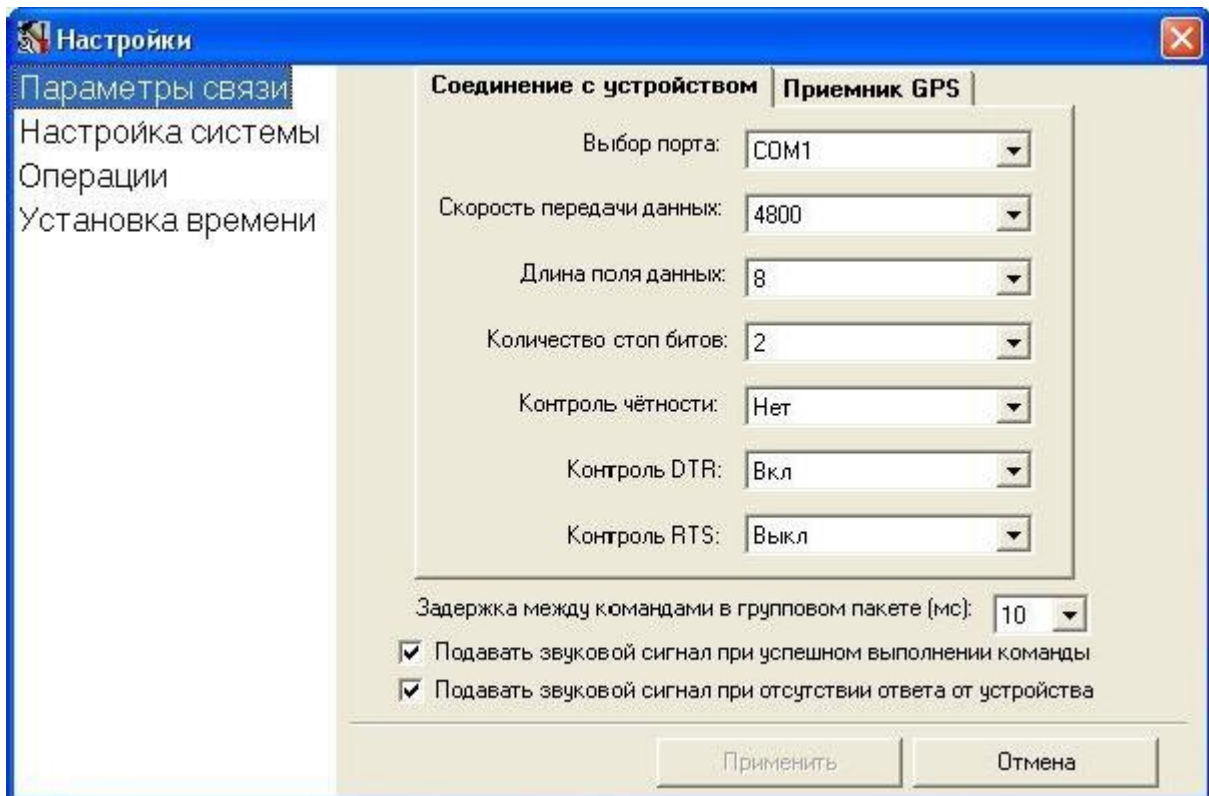 Настройки
Параметры связи
Настройка системы
Операции
Установка времени
Соединение с устройством
Приемник GPS
Выбор порта: COM1
Скорость передачи данных: 4800
Длина поля данных: 8
Количество стоп битов: 2
Контроль чётности: Нет
Контроль DTR: Вкл
Контроль RTS: Выкл
Задержка между командами в групповом пакете (мс): 10
Подавать звуковой сигнал при успешном выполнении команды
Подавать звуковой сигнал при отсутствии ответа от устройства
Применить
Отмена